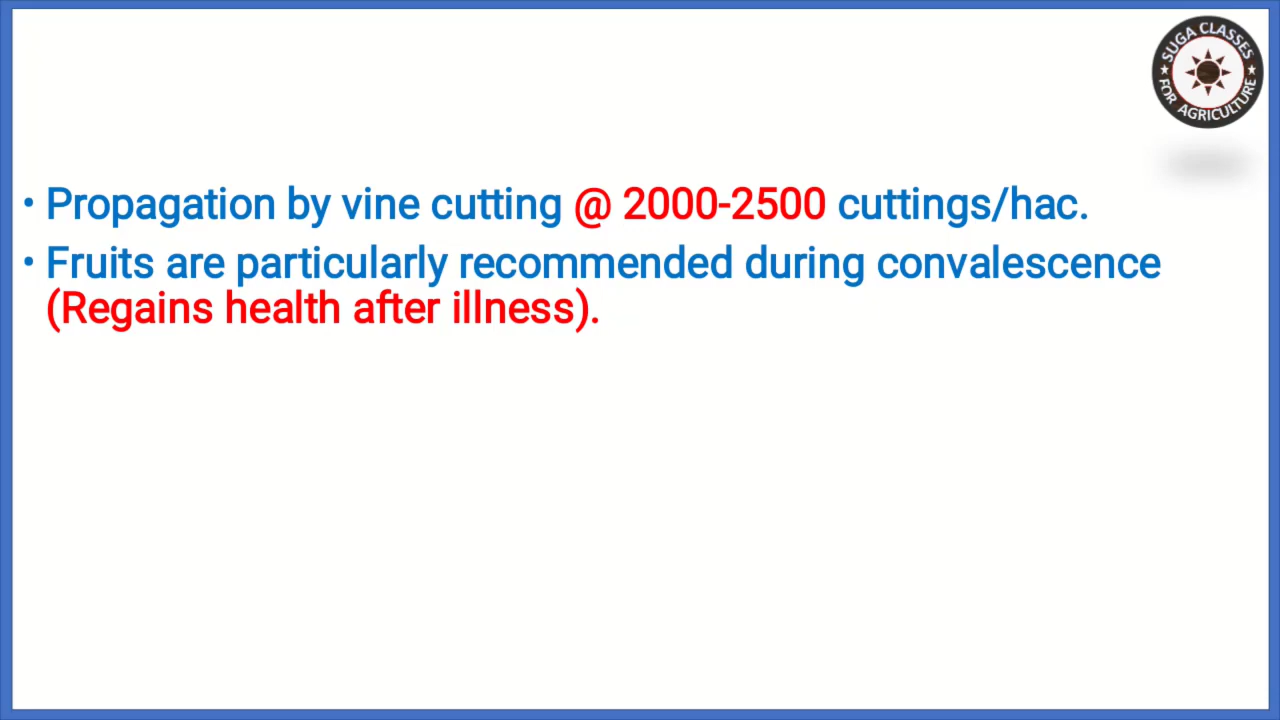 SUGA CLASSES
FOR AGRICULTURE
• Propagation by vine cutting @ 2000-2500 cuttings/hac.
• Fruits are particularly recommended during convalescence
(Regains health after illness).